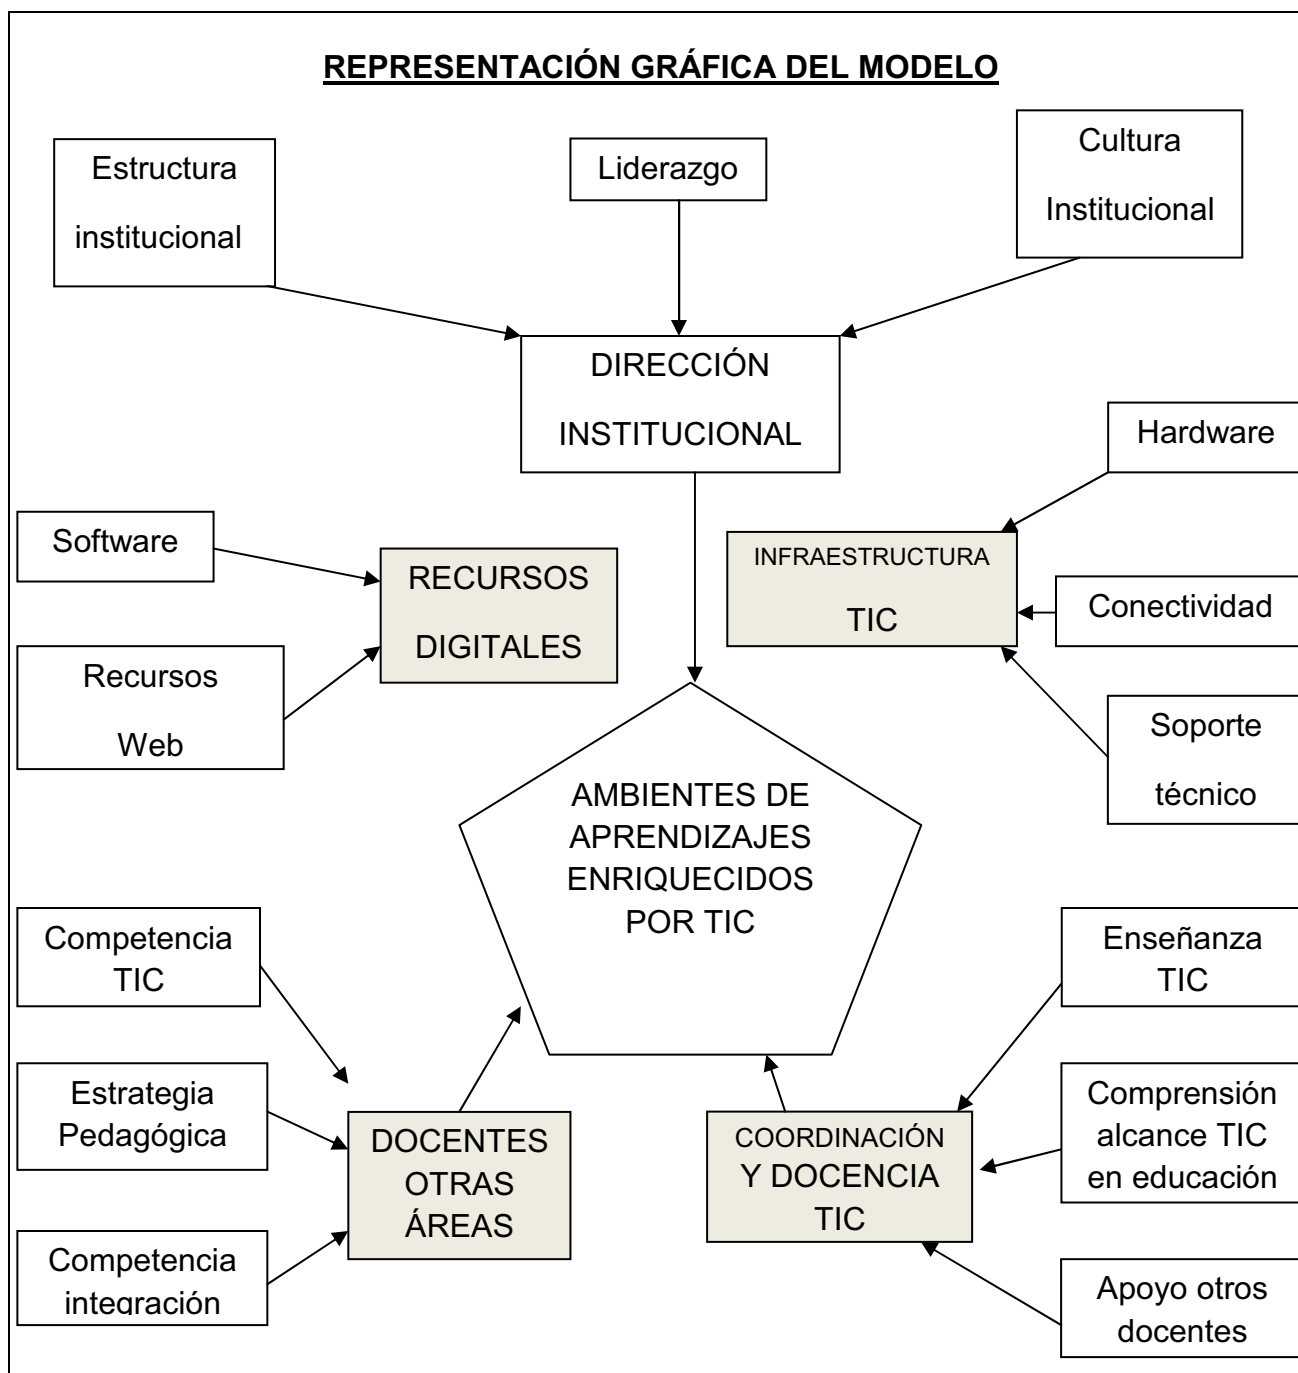 REPRESENTACIÓN GRÁFICA DEL MODELO
Estructura
institucional
Liderazgo
Cultura
Institucional
DIRECCIÓN
INSTITUCIONAL
Hardware
Software
RECURSOS
DIGITALES
INFRAESTRUCTURA
TIC
Conectividad
Recursos
Web
Soporte
técnico
AMBIENTES DE
APRENDIZAJES
ENRIQUECIDOS
POR TIC
Competencia
TIC
Enseñanza
TIC
Estrategia
Pedagógica
DOCENTES
OTRAS
ÁREAS
COORDINACIÓN
Y DOCENCIA
TIC
Comprensión
alcance TIC
en educación
Competencia
integración
Apoyo otros
docentes